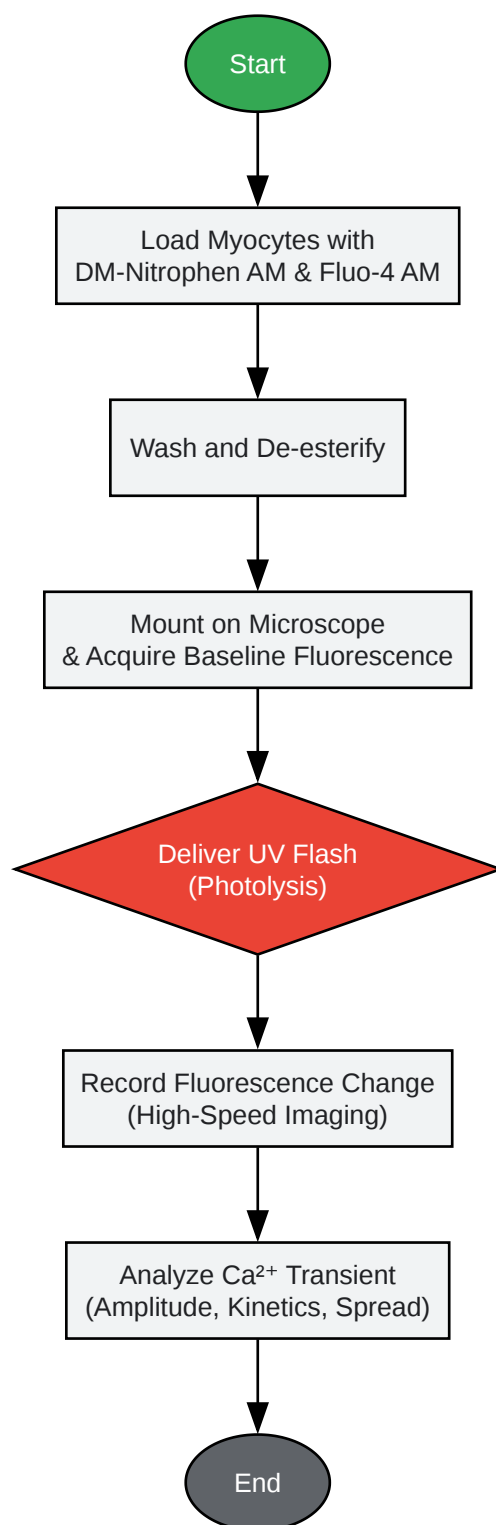 Start
Load Myocytes with
DM-Nitrophen AM & Fluo-4 AM
Wash and De-esterify
Mount on Microscope
& Acquire Baseline Fluorescence
Deliver UV Flash
(Photolysis)
Record Fluorescence Change
(High-Speed Imaging)
Analyze Ca²⁺ Transient
(Amplitude, Kinetics, Spread)
End